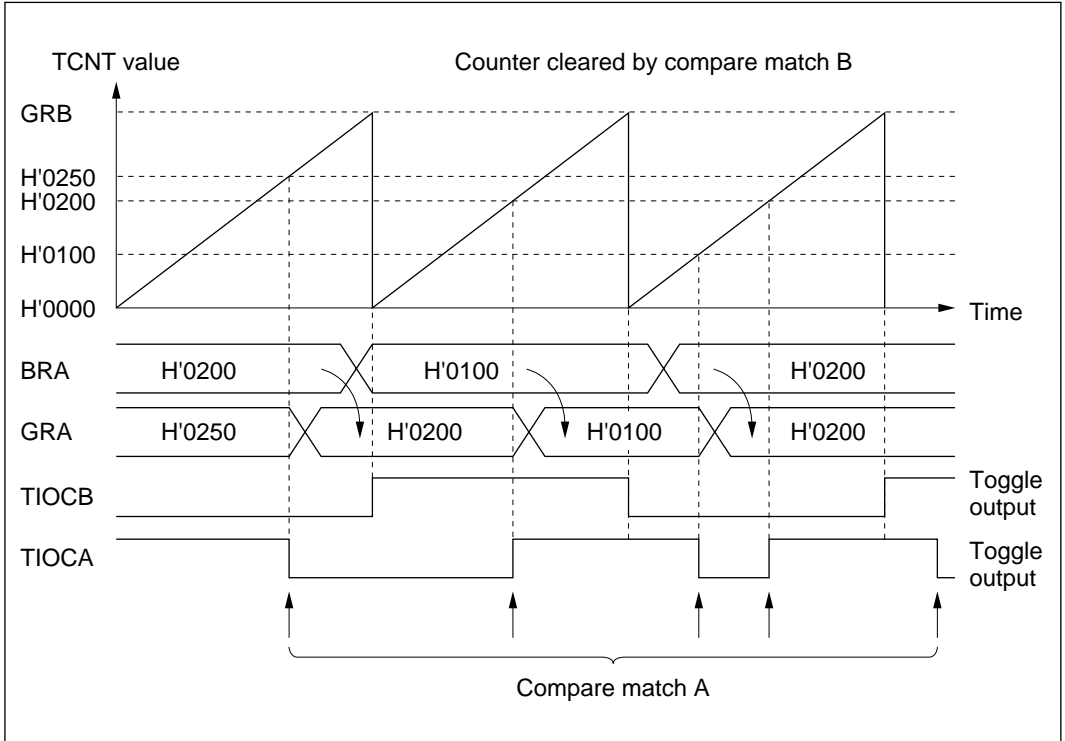 TCNT value
Counter cleared by compare match B
GRB
H'0250
H'0200
H'0100
H'0000
Time
BRA
H'0200
H'0100
H'0200
GRA
H'0250
H'0200
H'0100
H'0200
TIOCB
Toggle
output
TIOCA
Toggle
output
Compare match A